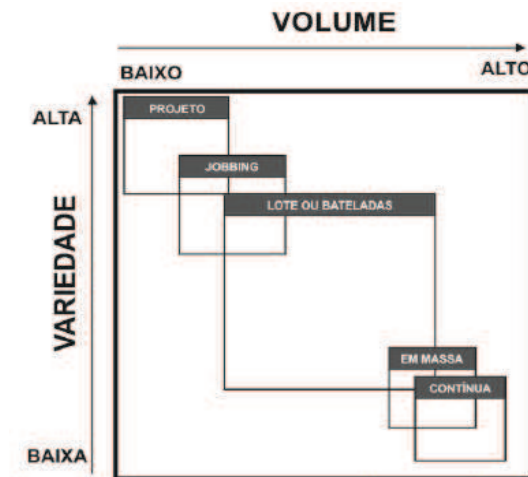 VOLUME
BAIXO
ALTO
ALTA
PROJETO
JOBBING
LOTE OU BATELADAS
VARIEDADE
EM MASSA
CONTÍNUA
BAIXA